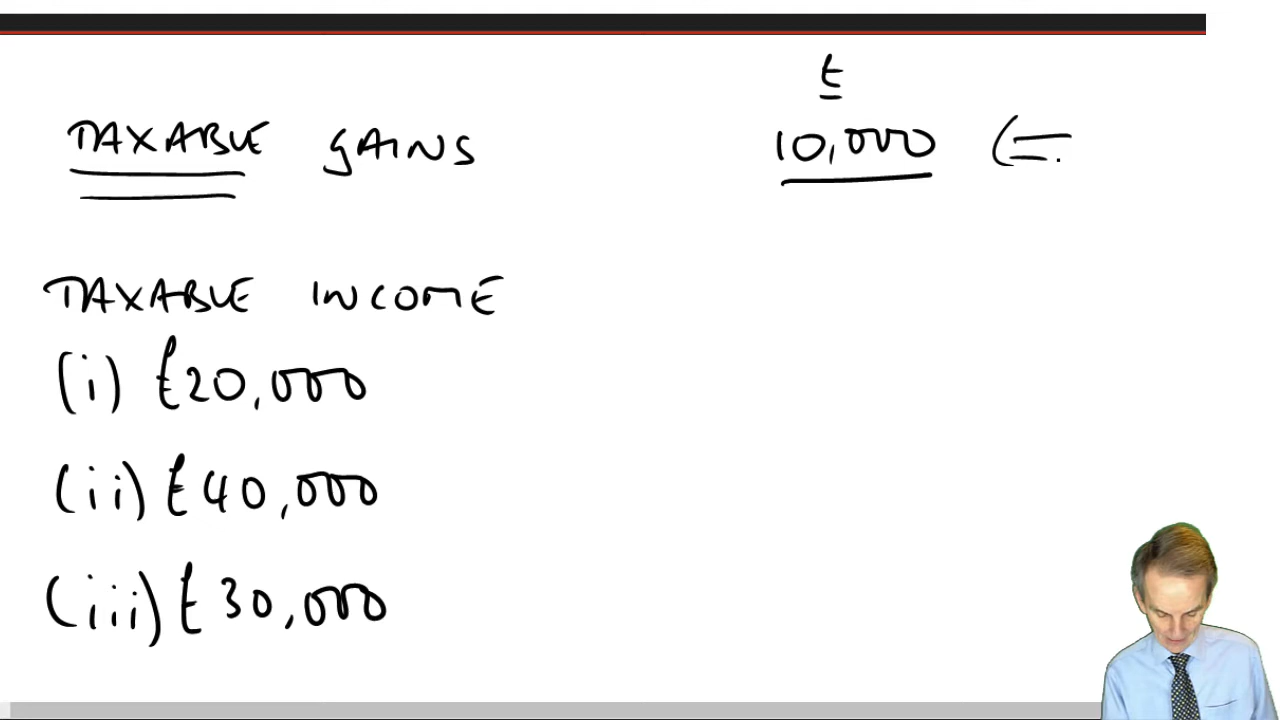 £
TAXABLE GAINS 10,000 (=.
TAXABLE INCOME
(i) £20,000
(ii) £40,000
(iii) £30,000